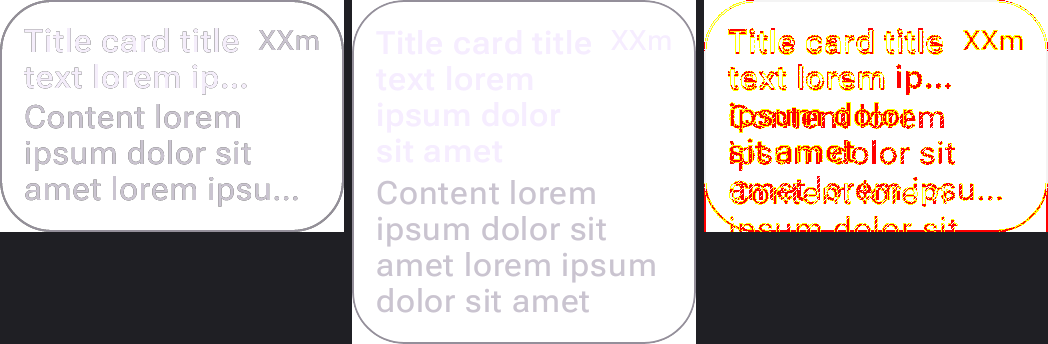 Title card title XXm
text lorem ip...
Content lorem
ipsum dolor sit
amet lorem ipsu...
Title card title XXm
text lorem
ipsum dolor
sit amet
Content lorem
ipsum dolor sit
amet lorem ipsum
dolor sit amet
Title card title XXm
text lorem ip...